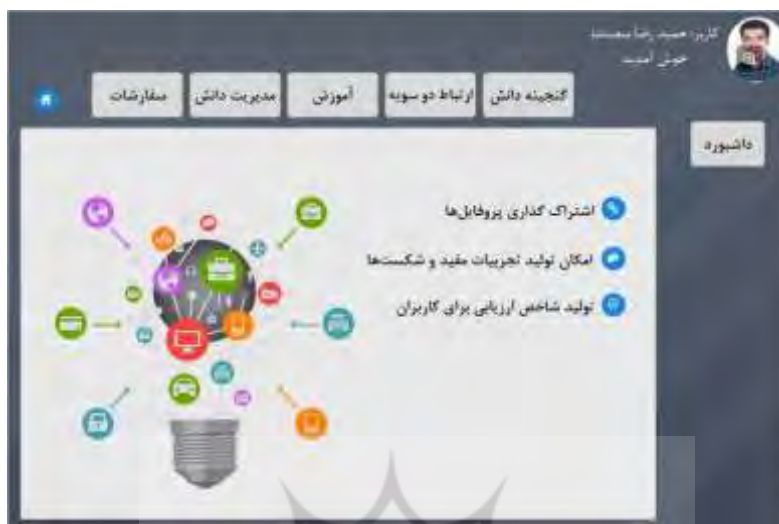 کاربر: حمید رضا
خوش آمدید
گنجینه دانش
ارتباط دو سویه
آموزش
مدیریت دانش
سفارشات
داشبورد
اشتراک گذاری پروفایل‌ها
امکان تولید تجربیات مفید و شکست‌ها
تولید شاخص ارزیابی برای کاربران